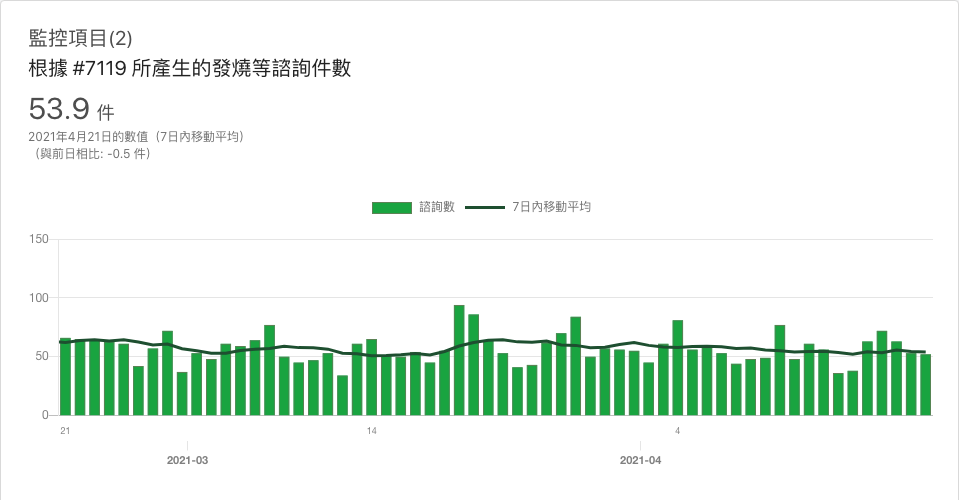 監控項目(2)
根據 #7119 所產生的發燒等諮詢件數
53.9 件
2021年4月21日的數值（7日內移動平均）
（與前日相比: -0.5 件）
諮詢數 7日內移動平均
150
100
50
0
21 14 4
2021-03 2021-04